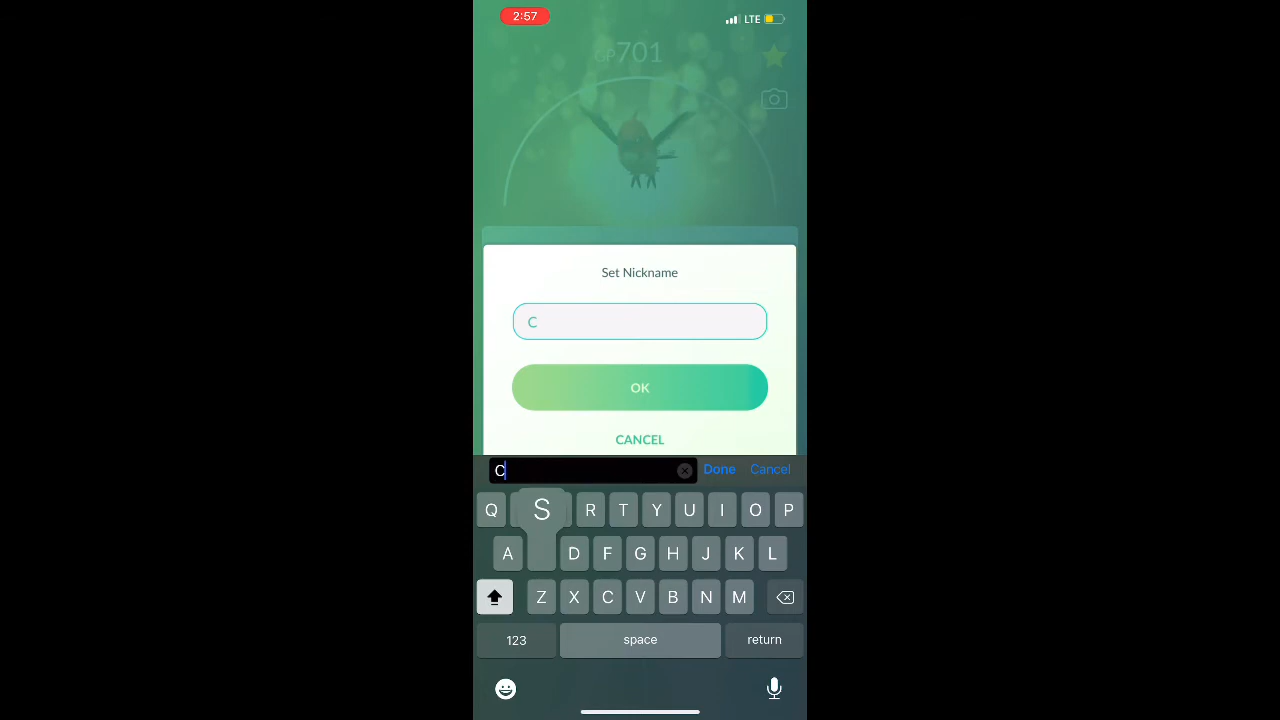 2:57
LTE
CP701
Set Nickname
C
OK
CANCEL
C
Done Cancel
Q S R T Y U I O P
A D F G H J K L
Z X C V B N M
123 space return